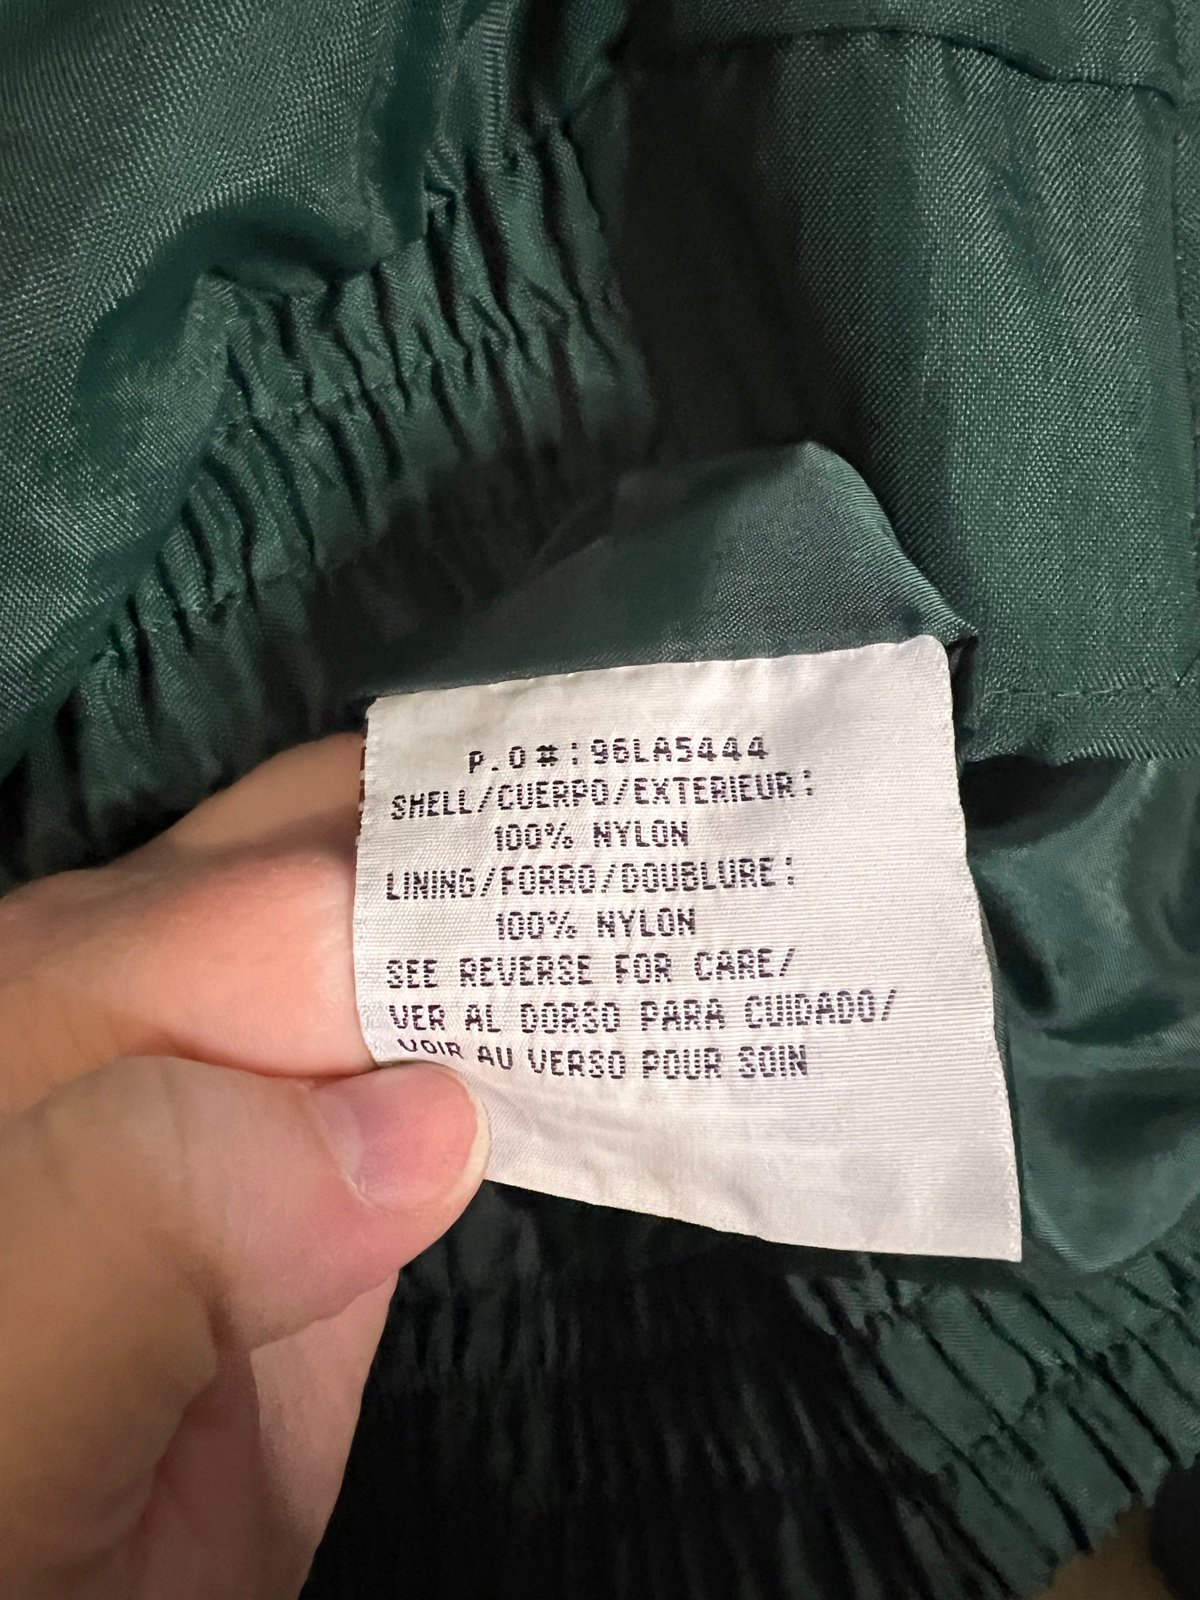 P.O#:96LA5444
SHELL/CUERPO/EXTERIEUR:
100% NYLON
LINING/FORRO/DOUBLURE:
100% NYLON
SEE REVERSE FOR CARE/
VER AL DORSO PARA CUIDADO/
VOIR AU VERSO POUR SOIN